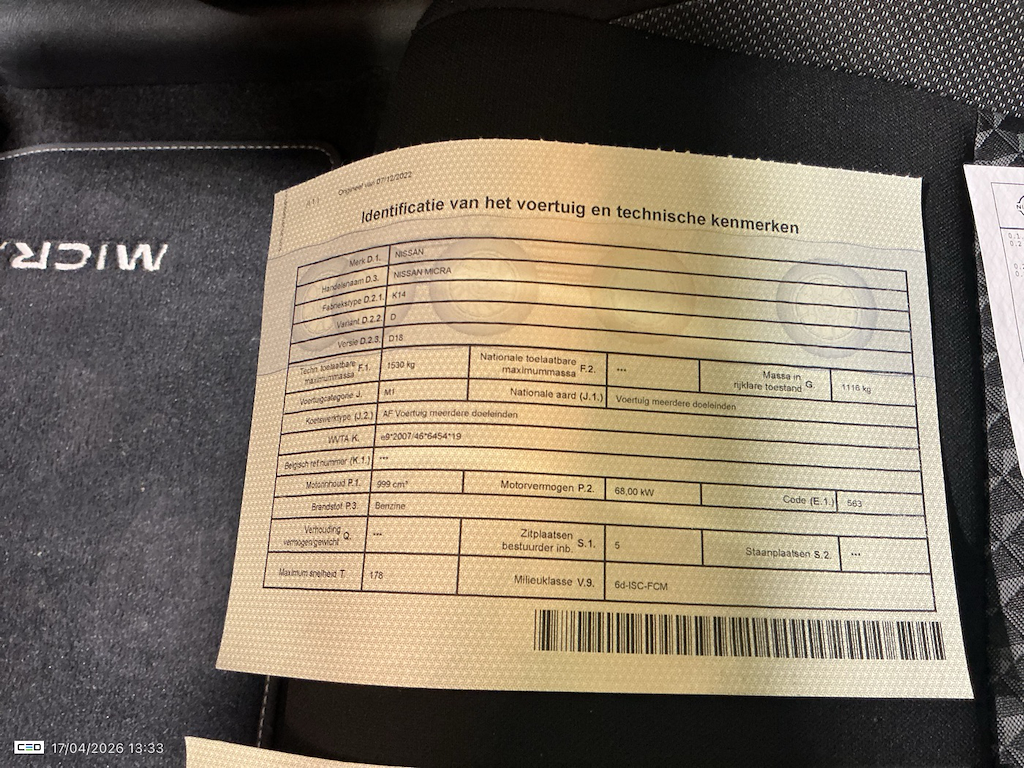 Origineel van 07/12/2022
Identificatie van het voertuig en technische kenmerken
Merk D.1. NISSAN
Handelsnaam D.3. NISSAN MICRA
Fabriekstype D.2.1. K14
Variant D.2.2. D
Versie D.2.3. D18
Techn. toelaatbare maximummassa F.1. 1530 kg Nationale toelaatbare maximummassa F.2. *** Massa in rijklare toestand G. 1116 kg
Voertuigcategorie J. M1 Nationale aard (J.1.) Voertuig meerdere doeleinden
Koetswerktype (J.2.) AF Voertuig meerdere doeleinden
WVTA K. e9*2007/46*6454*19
Belgisch ref nummer (K.1.) ***
Motorinhoud P.1. 999 cm³ Motorvermogen P.2. 68,00 kW Code (E.1.) 563
Brandstof P.3. Benzine
Verhouding vermogen/gewicht Q. *** Zitplaatsen bestuurder inb. S.1. 5 Staanplaatsen S.2. ***
Maximum snelheid T. 178 Milieuklasse V.9. 6d-ISC-FCM
MICR
CEO 17/04/2026 13:33